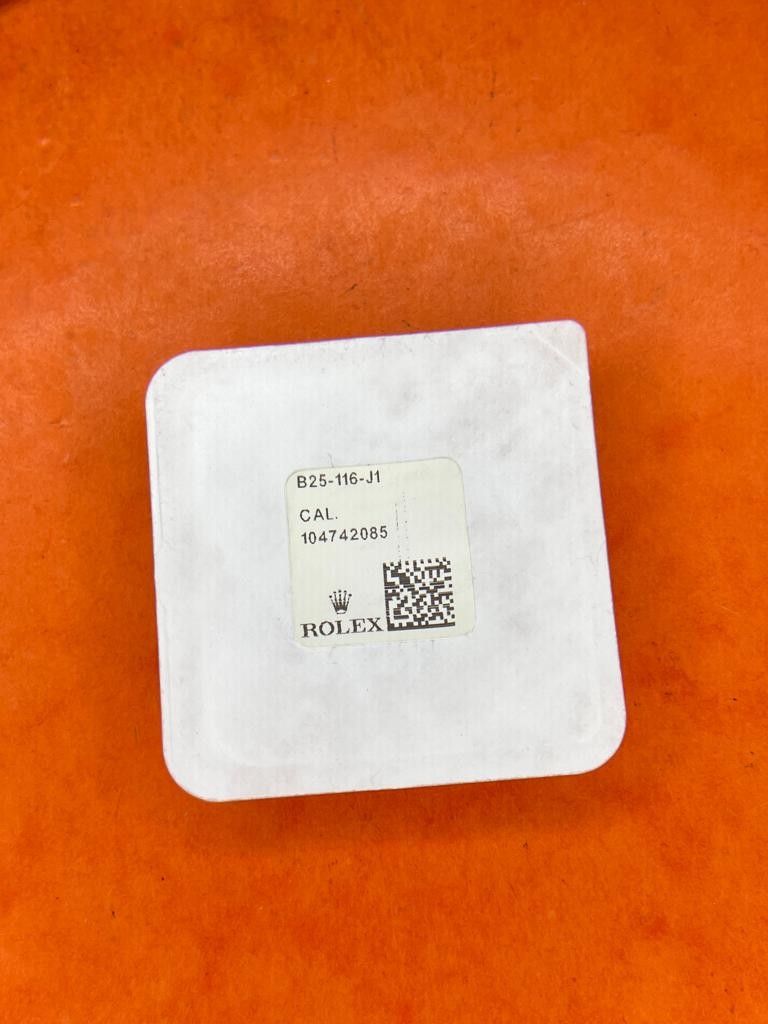 B25-116-J1
CAL.
104742085
ROLEX